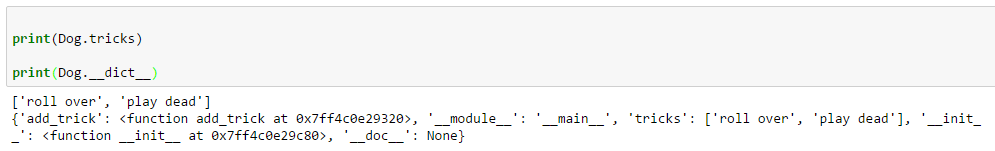 print(Dog.tricks)
print(Dog.__dict__)
['roll over', 'play dead']
{'add_trick': <function add_trick at 0x7ff4c0e29320>, '__module__': '__main__', 'tricks': ['roll over', 'play dead'], '__init_
_': <function __init__ at 0x7ff4c0e29c80>, '__doc__': None}